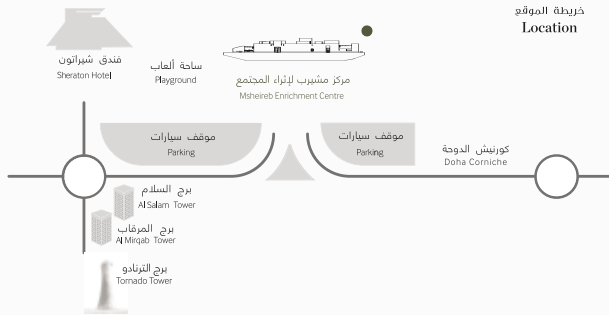 خريطة الموقع
Location
فندق شيراتون
Sheraton Hotel
ساحة ألعاب
Playground
مركز مشيرب لإثراء المجتمع
Msheireb Enrichment Centre
موقف سيارات
Parking
موقف سيارات
Parking
كورنيش الدوحة
Doha Corniche
برج السلام
Al Salam Tower
برج المرقاب
Al Mirqab Tower
برج الترنادو
Tornado Tower